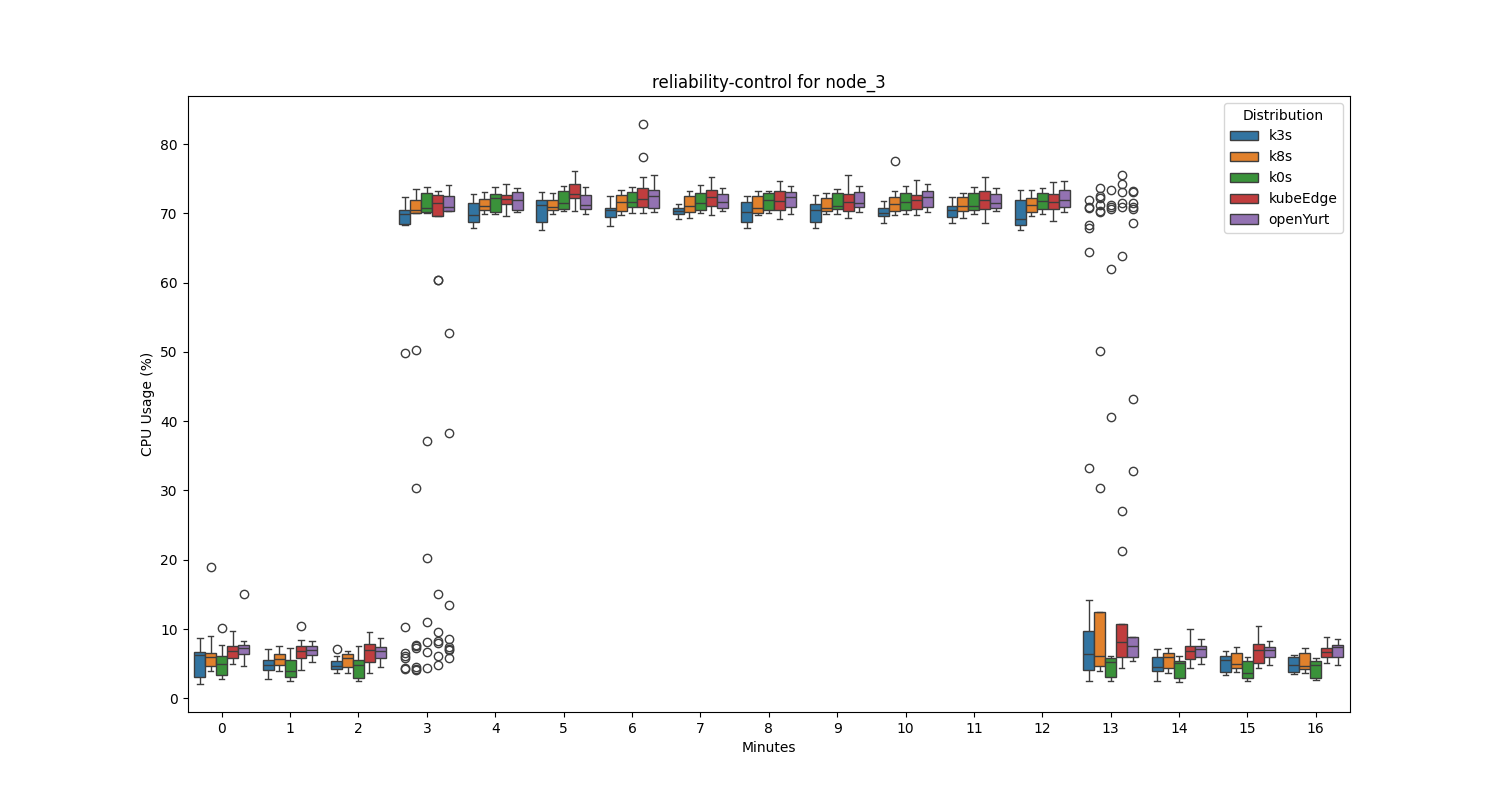 reliability-control for node_3
Distribution
k3s
k8s
k0s
kubeEdge
openYurt
CPU Usage (%)
80
70
60
50
40
30
20
10
0
0 1 2 3 4 5 6 7 8 9 10 11 12 13 14 15 16
Minutes